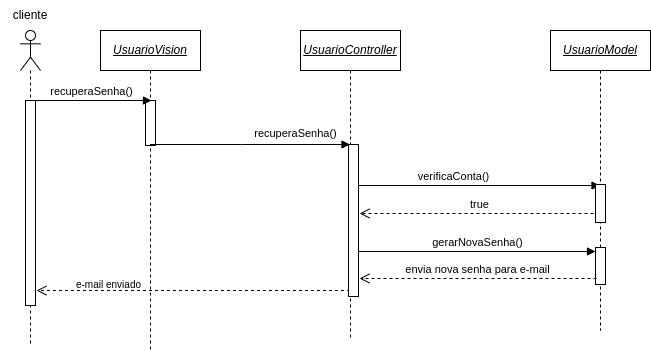 cliente
UsuarioVision
UsuarioController
UsuarioModel
recuperaSenha()
recuperaSenha()
verificaConta()
true
gerarNovaSenha()
envia nova senha para e-mail
e-mail enviado